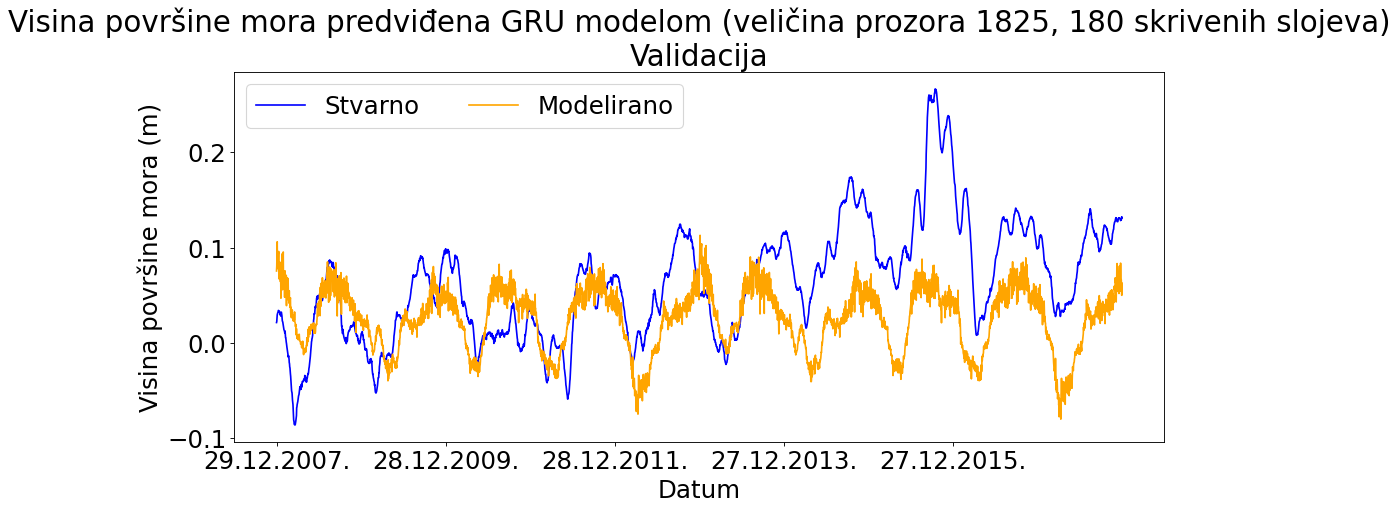 Visina površine mora predviđena GRU modelom (veličina prozora 1825, 180 skrivenih slojeva)
Validacija
Stvarno
Modelirano
Visina površine mora (m)
0.2
0.1
0.0
−0.1
29.12.2007.
28.12.2009.
28.12.2011.
27.12.2013.
27.12.2015.
Datum